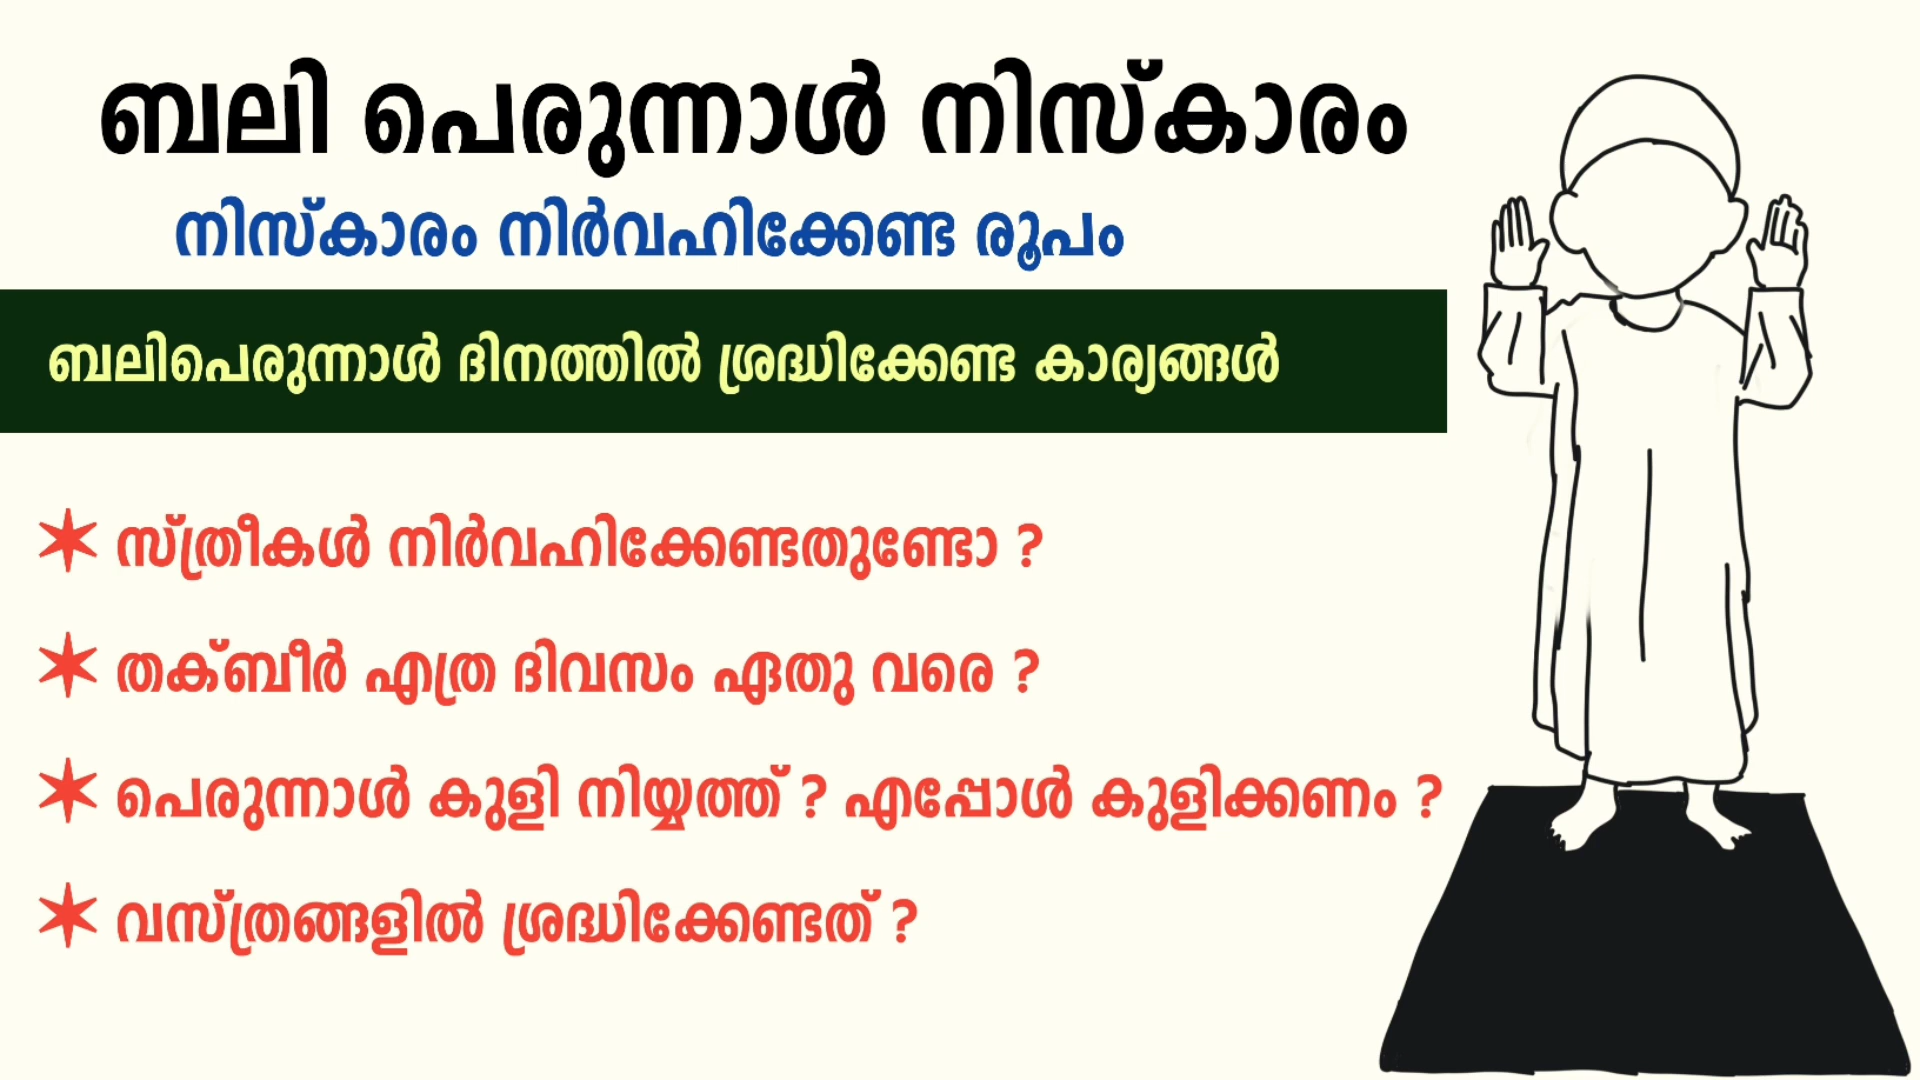 ബലി പെരുന്നാൾ നിസ്കാരം
നിസ്കാരം നിർവഹിക്കേണ്ട രൂപം
ബലിപെരുന്നാൾ ദിനത്തിൽ ശ്രദ്ധിക്കേണ്ട കാര്യങ്ങൾ
✶ സ്ത്രീകൾ നിർവഹിക്കേണ്ടതുണ്ടോ ?
✶ തക്ബീർ എത്ര ദിവസം ഏതു വരെ ?
✶ പെരുന്നാൾ കുളി നിയ്യത്ത് ? എപ്പോൾ കുളിക്കണം ?
✶ വസ്ത്രങ്ങളിൽ ശ്രദ്ധിക്കേണ്ടത് ?